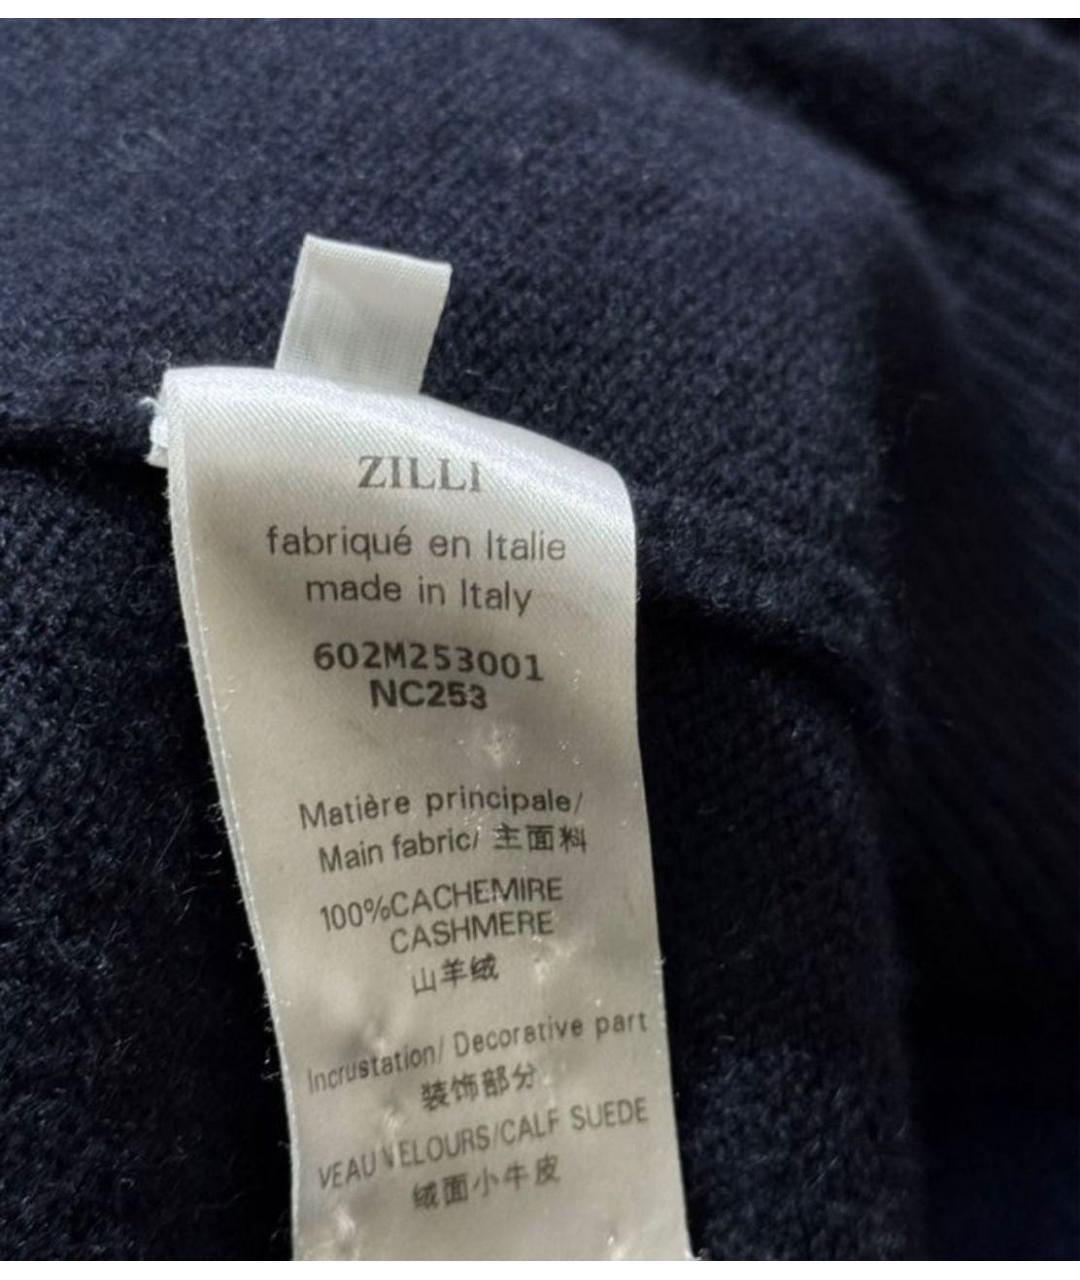 ZILLI
fabriqué en Italie
made in Italy
602M253001
NC253
Matière principale/
Main fabric/ 主面料
100%CACHEMIRE
CASHMERE
山羊绒
Incrustation/ Decorative part
装饰部分
VEAU VELOURS/CALF SUEDE
绒面小牛皮